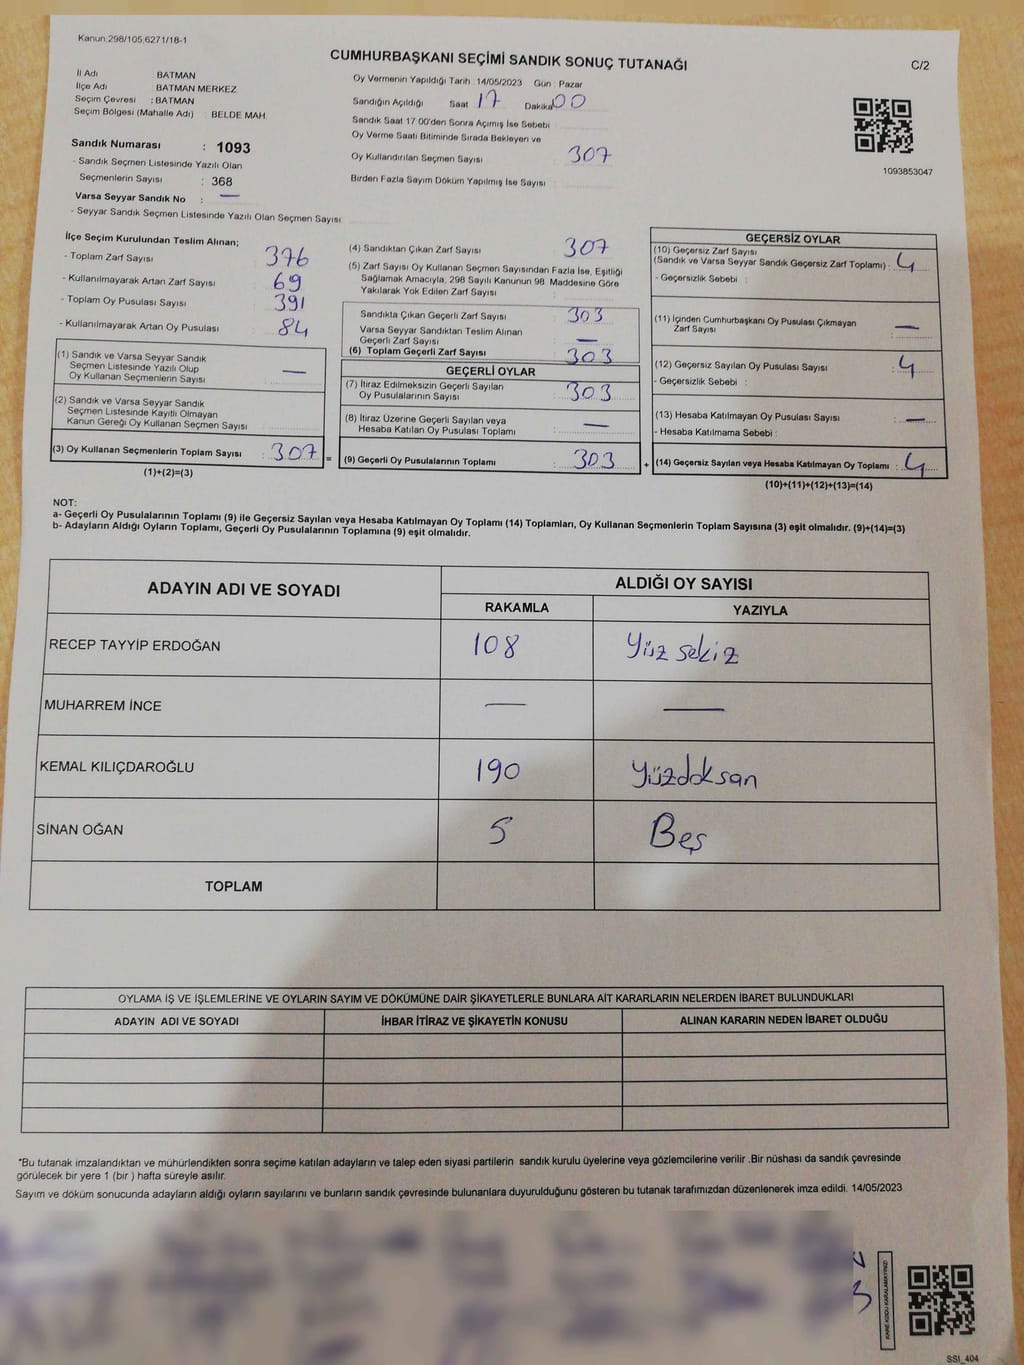 Kanun 298/105,6271/18-1
CUMHURBAŞKANI SEÇİMİ SANDIK SONUÇ TUTANAĞI
C/2
İl Adı BATMAN
İlçe Adı : BATMAN MERKEZ
Seçim Çevresi : BATMAN
Seçim Bölgesi (Mahalle Adı) : BELDE MAH.
Sandık Numarası : 1093
- Sandık Seçmen Listesinde Yazılı Olan
Seçmenlerin Sayısı : 368
Varsa Seyyar Sandık No : —
- Seyyar Sandık Seçmen Listesinde Yazılı Olan Seçmen Sayısı
Oy Vermenin Yapıldığı Tarih 14/05/2023 Gün : Pazar
Sandığın Açıldığı Saat 17 Dakika 00
Sandık Saat 17:00'den Sonra Açımış İse Sebebi
Oy Verme Saati Bitiminde Sırada Bekleyen ve
Oy Kullandırılan Seçmen Sayısı 307
Birden Fazla Sayım Döküm Yapılmış İse Sayısı
1093853047
İlçe Seçim Kurulundan Teslim Alınan;
- Toplam Zarf Sayısı 376
- Kullanılmayarak Artan Zarf Sayısı 69
- Toplam Oy Pusulası Sayısı 391
- Kullanılmayarak Artan Oy Pusulası 84
(1) Sandık ve Varsa Seyyar Sandık
Seçmen Listesinde Yazılı Olup
Oy Kullanan Seçmenlerin Sayısı —
(2) Sandık ve Varsa Seyyar Sandık
Seçmen Listesinde Kayıtlı Olmayan
Kanun Gereği Oy Kullanan Seçmen Sayısı
(3) Oy Kullanan Seçmenlerin Toplam Sayısı : 307 =
(1)+(2)=(3)
(4) Sandıktan Çıkan Zarf Sayısı 307
(5) Zarf Sayısı Oy Kullanan Seçmen Sayısından Fazla İse, Eşitliği
Sağlamak Amacıyla, 298 Sayılı Kanunun 98. Maddesine Göre
Yakılarak Yok Edilen Zarf Sayısı
Sandıkta Çıkan Geçerli Zarf Sayısı 303
Varsa Seyyar Sandıktan Teslim Alınan
Geçerli Zarf Sayısı —
(6) Toplam Geçerli Zarf Sayısı 303
GEÇERLİ OYLAR
(7) İtiraz Edilmeksizin Geçerli Sayılan
Oy Pusulalarının Sayısı 303
(8) İtiraz Üzerine Geçerli Sayılan veya
Hesaba Katılan Oy Pusulası Toplamı —
(9) Geçerli Oy Pusulalarının Toplamı 303 +
GEÇERSİZ OYLAR
(10) Geçersiz Zarf Sayısı
(Sandık ve Varsa Seyyar Sandık Geçersiz Zarf Toplamı) : 4
- Geçersizlik Sebebi :
(11) İçinden Cumhurbaşkanı Oy Pusulası Çıkmayan
Zarf Sayısı —
(12) Geçersiz Sayılan Oy Pusulası Sayısı : 4
- Geçersizlik Sebebi :
(13) Hesaba Katılmayan Oy Pusulası Sayısı : —
- Hesaba Katılmama Sebebi :
(14) Geçersiz Sayılan veya Hesaba Katılmayan Oy Toplamı : 4
(10)+(11)+(12)+(13)=(14)
NOT:
a- Geçerli Oy Pusulalarının Toplamı (9) ile Geçersiz Sayılan veya Hesaba Katılmayan Oy Toplamı (14) Toplamları, Oy Kullanan Seçmenlerin Toplam Sayısına (3) eşit olmalıdır. (9)+(14)=(3)
b- Adayların Aldığı Oyların Toplamı, Geçerli Oy Pusulalarının Toplamına (9) eşit olmalıdır.
ADAYIN ADI VE SOYADI ALDIĞI OY SAYISI
RAKAMLA YAZIYLA
RECEP TAYYİP ERDOĞAN 108 Yüz sekiz
MUHARREM İNCE — —
KEMAL KILIÇDAROĞLU 190 Yüzdoksan
SİNAN OĞAN 5 Beş
TOPLAM
OYLAMA İŞ VE İŞLEMLERİNE VE OYLARIN SAYIM VE DÖKÜMÜNE DAİR ŞİKAYETLERLE BUNLARA AİT KARARLARIN NELERDEN İBARET BULUNDUKLARI
ADAYIN ADI VE SOYADI İHBAR İTİRAZ VE ŞİKAYETİN KONUSU ALINAN KARARIN NEDEN İBARET OLDUĞU
*Bu tutanak imzalandıktan ve mühürlendikten sonra seçime katılan adayların ve talep eden siyasi partilerin sandık kurulu üyelerine veya gözlemcilerine verilir .Bir nüshası da sandık çevresinde
görülecek bir yere 1 (bir ) hafta süreyle asılır.
Sayım ve döküm sonucunda adayların aldığı oyların sayılarını ve bunların sandık çevresinde bulunanlara duyurulduğunu gösteren bu tutanak tarafımızdan düzenlenerek imza edildi. 14/05/2023
KARE KODU KARALAMAYINIZ!
SSI_404